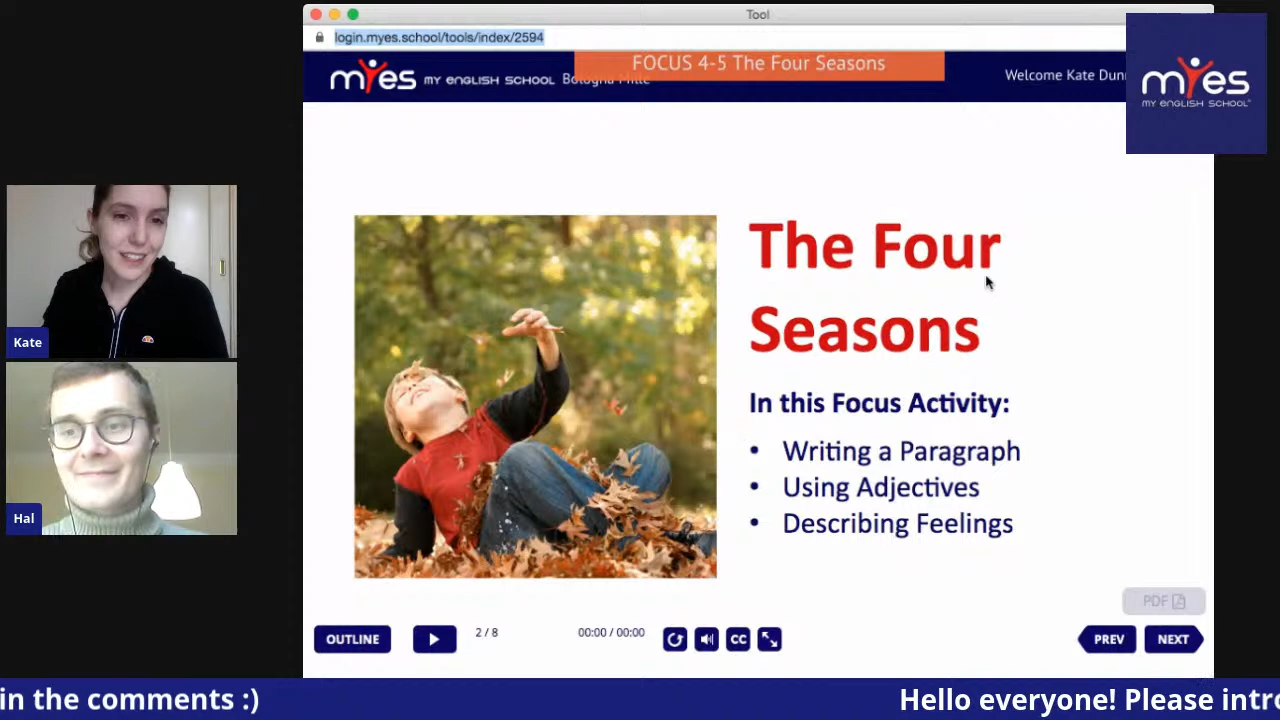 Tool
login.myes.school/tools/index/2594
FOCUS 4-5 The Four Seasons
myes MY ENGLISH SCHOOL Bologna Mille
Welcome Kate Dun
myes
MY ENGLISH SCHOOL
The Four
Seasons
In this Focus Activity:
• Writing a Paragraph
• Using Adjectives
• Describing Feelings
Kate
Hal
PDF
OUTLINE
2 / 8
00:00 / 00:00
CC
PREV
NEXT
in the comments :)
Hello everyone! Please intro